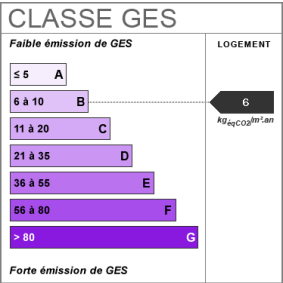 CLASSE GES
Faible émission de GES
LOGEMENT
≤ 5 A
6 à 10 B
6
11 à 20 C
kgéqCO2/m².an
21 à 35 D
36 à 55 E
56 à 80 F
> 80 G
Forte émission de GES